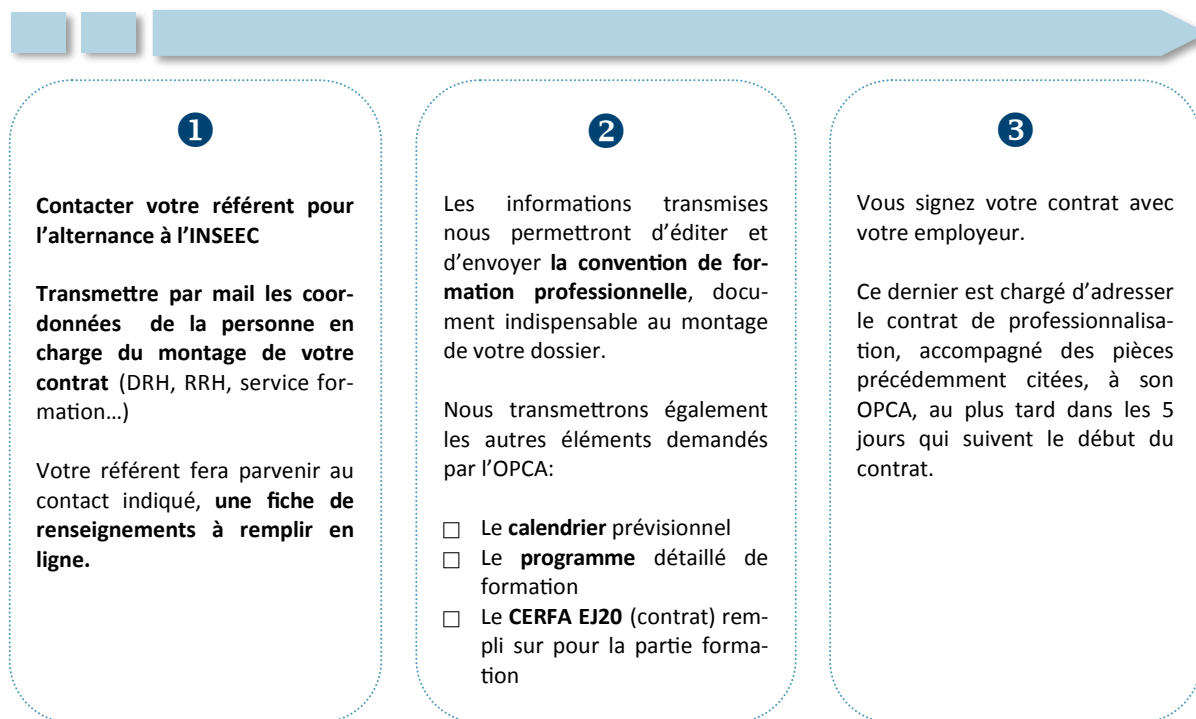 1
Contacter votre référent pour
l'alternance à l'INSEEC
Transmettre par mail les coor-
données de la personne en
charge du montage de votre
contrat (DRH, RRH, service for-
mation…)
Votre référent fera parvenir au
contact indiqué, une fiche de
renseignements à remplir en
ligne.
2
Les informations transmises
nous permettront d'éditer et
d'envoyer la convention de for-
mation professionnelle, docu-
ment indispensable au montage
de votre dossier.
Nous transmettrons également
les autres éléments demandés
par l'OPCA:
□ Le calendrier prévisionnel
□ Le programme détaillé de
formation
□ Le CERFA EJ20 (contrat) rem-
pli sur pour la partie forma-
tion
3
Vous signez votre contrat avec
votre employeur.
Ce dernier est chargé d'adresser
le contrat de professionnalisa-
tion, accompagné des pièces
précédemment citées, à son
OPCA, au plus tard dans les 5
jours qui suivent le début du
contrat.